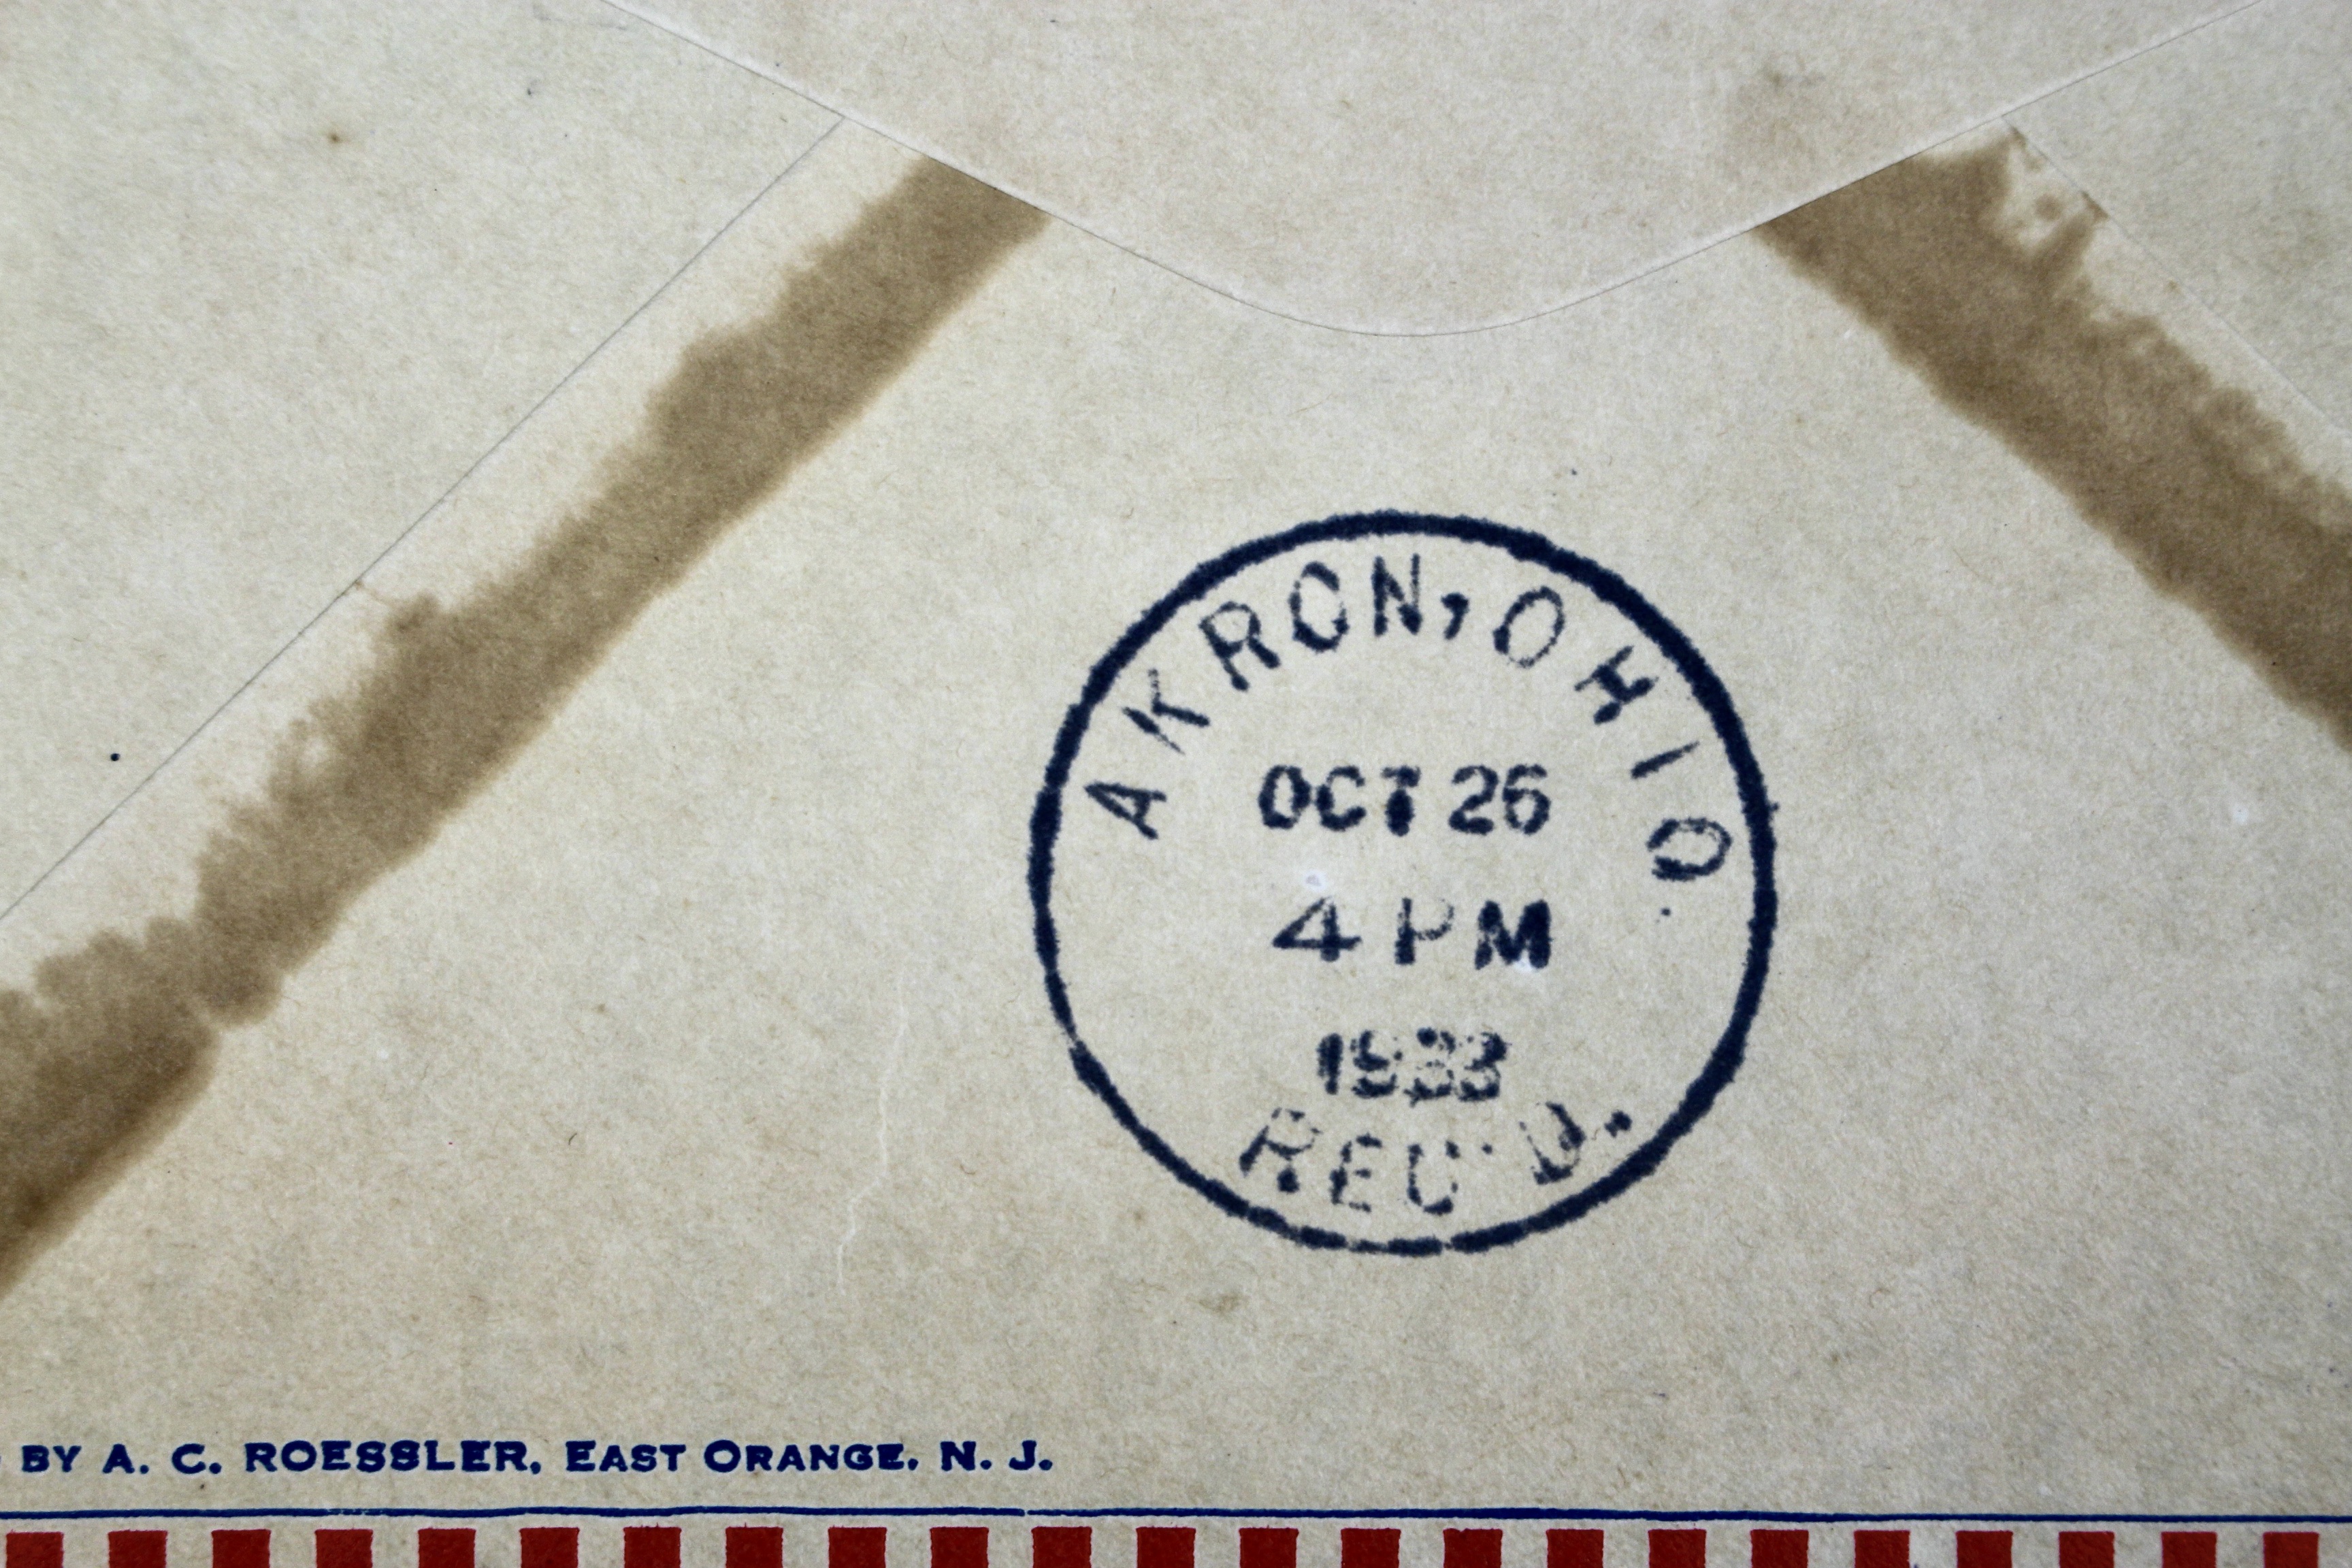 AKRON, OHIO.
OCT 26
4 PM
1933
REC'D.
BY A. C. ROESSLER, EAST ORANGE, N. J.